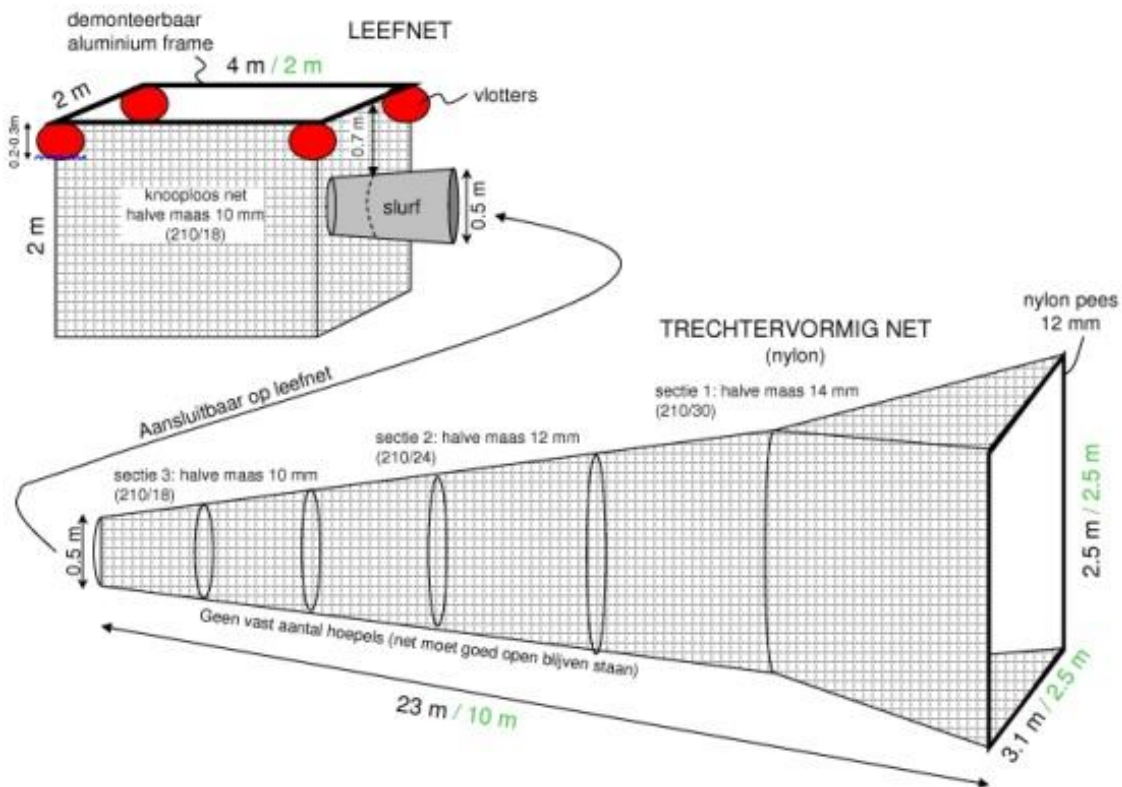 demonteerbaar
aluminium frame
LEEFNET
4 m / 2 m
2 m
vlotters
0.2-0.3m
0.7 m
knooploos net
halve maas 10 mm
(210/18)
slurf
0.5 m
2 m
nylon pees
12 mm
TRECHTERVORMIG NET
(nylon)
Aansluitbaar op leefnet
sectie 1: halve maas 14 mm
(210/30)
sectie 2: halve maas 12 mm
(210/24)
sectie 3: halve maas 10 mm
(210/18)
0.5 m
2.5 m / 2.5 m
Geen vast aantal hoepels (net moet goed open blijven staan)
23 m / 10 m
3.1 m / 2.5 m